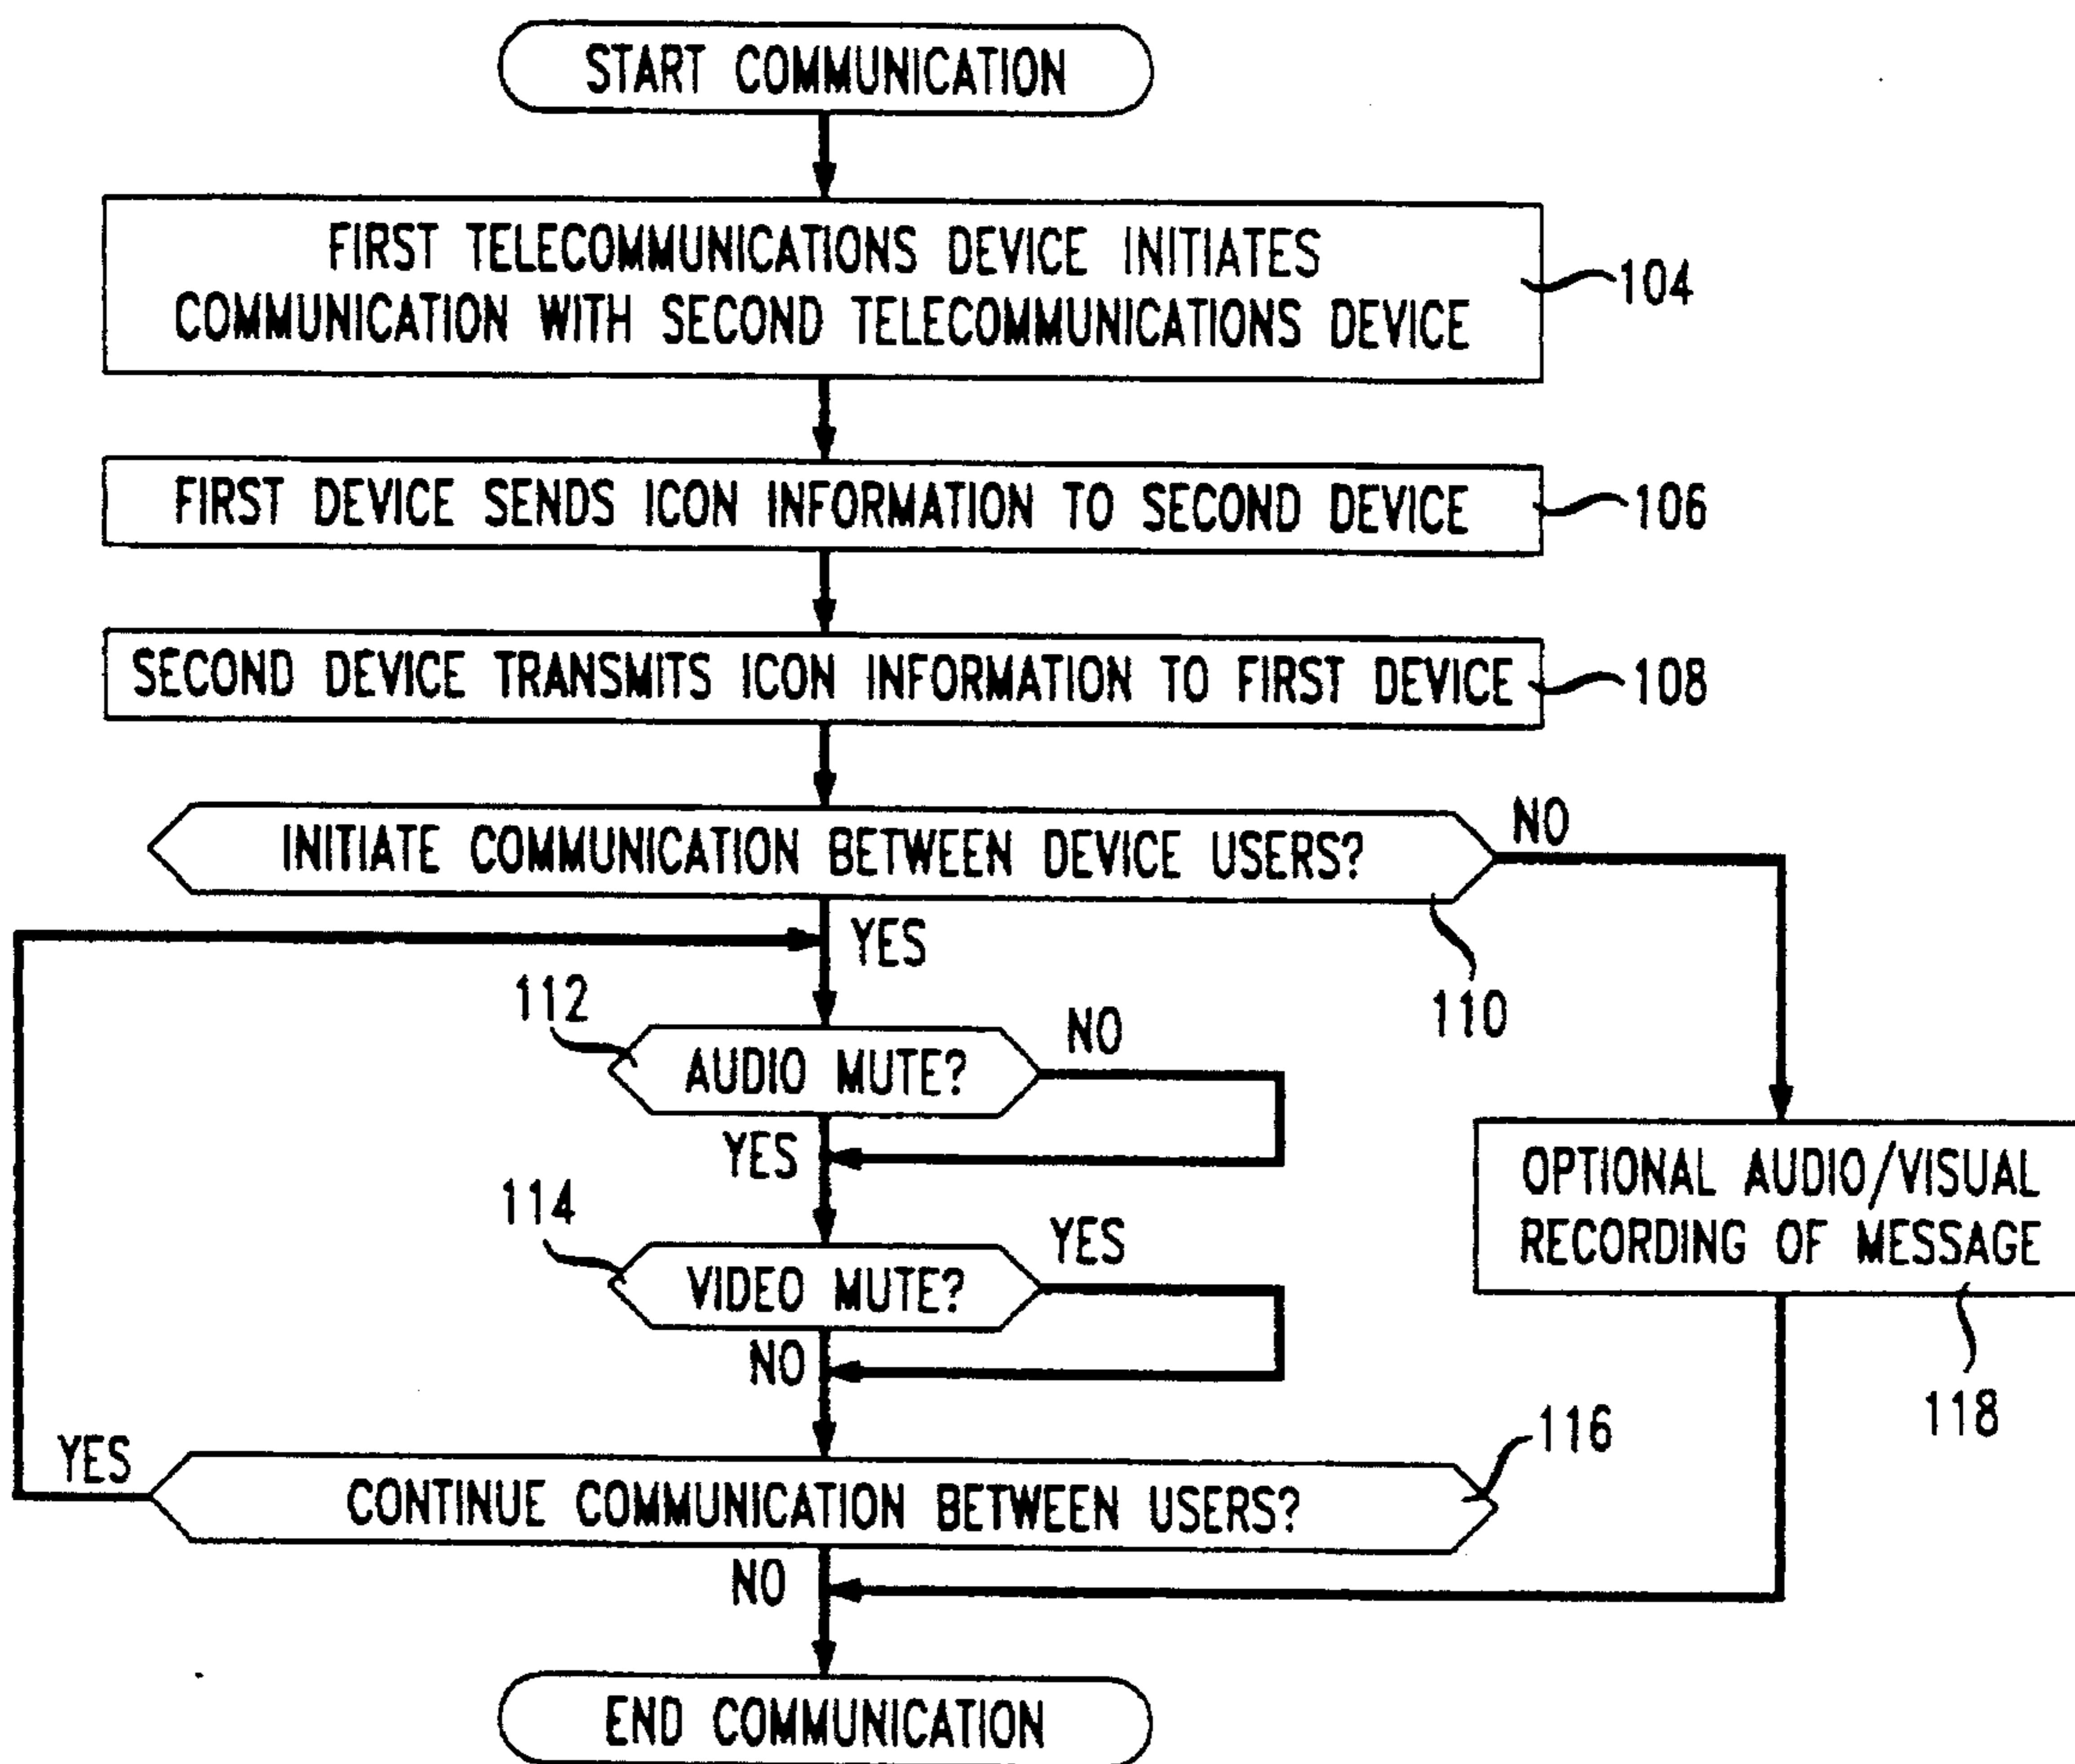 START COMMUNICATION
FIRST TELECOMMUNICATIONS DEVICE INITIATES
COMMUNICATION WITH SECOND TELECOMMUNICATIONS DEVICE
104
FIRST DEVICE SENDS ICON INFORMATION TO SECOND DEVICE
106
SECOND DEVICE TRANSMITS ICON INFORMATION TO FIRST DEVICE
108
INITIATE COMMUNICATION BETWEEN DEVICE USERS?
NO
YES
110
112
AUDIO MUTE?
NO
YES
OPTIONAL AUDIO/VISUAL
RECORDING OF MESSAGE
118
114
VIDEO MUTE?
YES
NO
116
YES
CONTINUE COMMUNICATION BETWEEN USERS?
NO
END COMMUNICATION